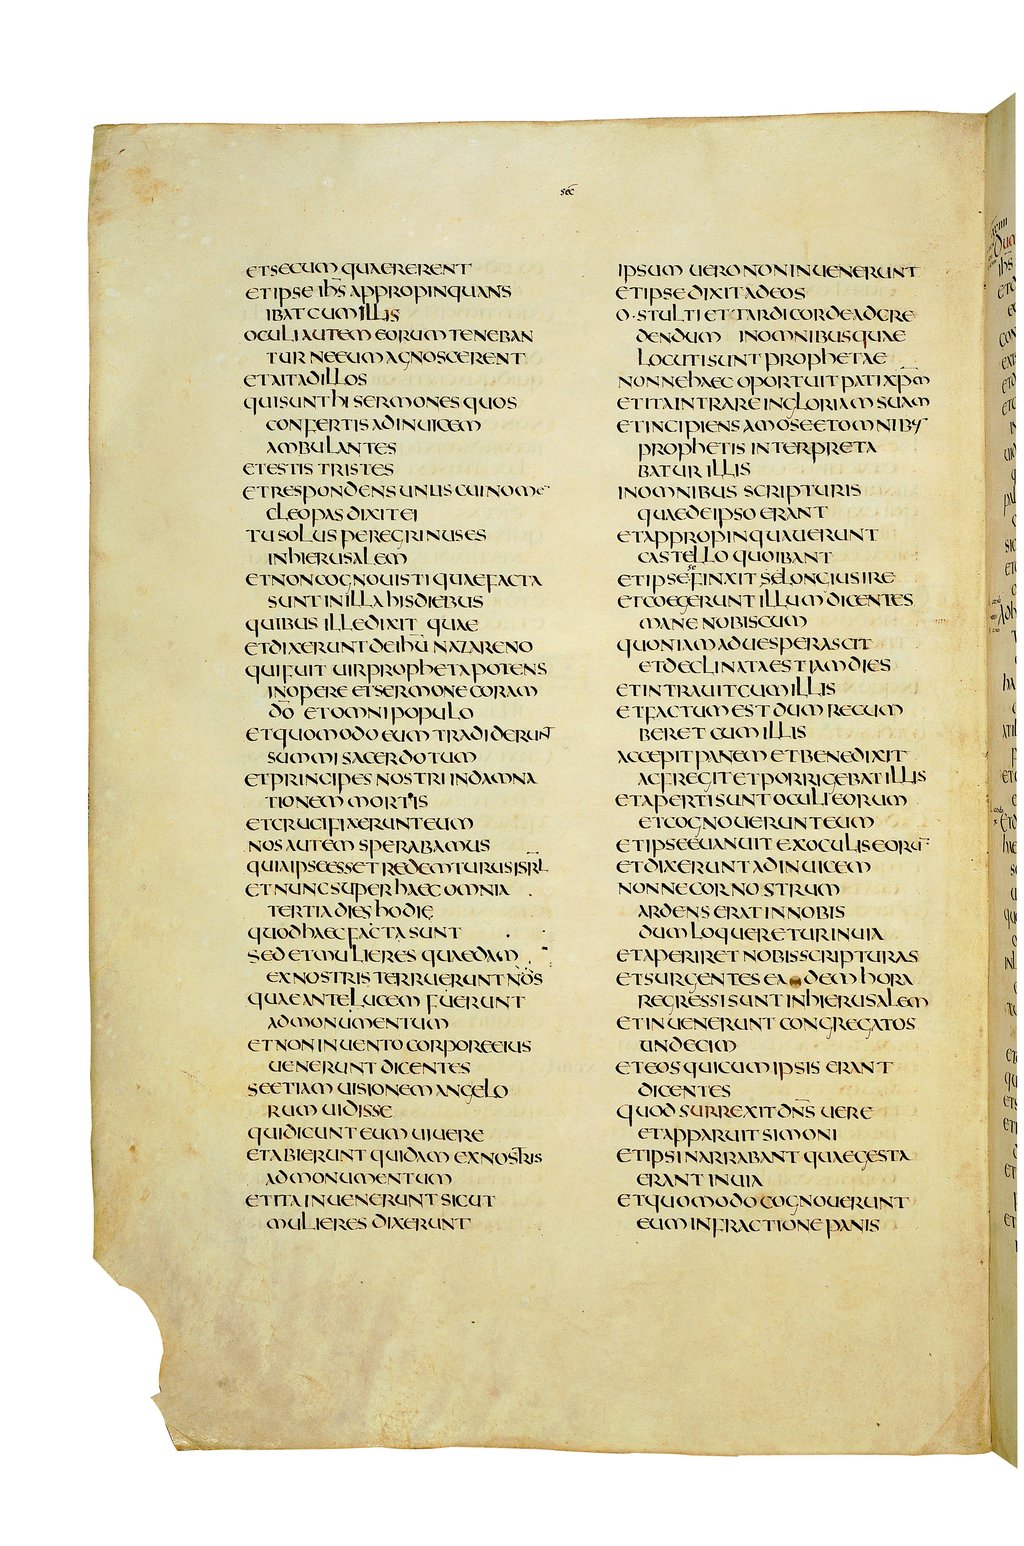 sec
ET SECUM QUAERERENT
ET IPSE IHS APPROPINQUANS
IBAT CUM ILLIS
OCULI AUTEM EORUM TENEBAN
TUR NE EUM AGNOSCERENT
ET AIT AD ILLOS
QUI SUNT HI SERMONES QUOS
CONFERTIS AD INUICEM
AMBULANTES
ET ESTIS TRISTES
ET RESPONDENS UNUS CUI NOMEN
CLEOPAS DIXIT EI
TU SOLUS PEREGRINUS ES
IN HIERUSALEM
ET NON COGNOUISTI QUAE FACTA
SUNT IN ILLA HIS DIEBUS
QUIBUS ILLE DIXIT QUAE
ET DIXERUNT DE IHU NAZARENO
QUI FUIT UIR PROPHETA POTENS
IN OPERE ET SERMONE CORAM
DO ET OMNI POPULO
ET QUOMODO EUM TRADIDERUNT
SUMMI SACERDOTUM
ET PRINCIPES NOSTRI IN DAMNA
TIONEM MORTIS
ET CRUCIFIXERUNT EUM
NOS AUTEM SPERABAMUS
QUIA IPSE ESSET REDEMTURUS ISRL
ET NUNC SUPER HAEC OMNIA
TERTIA DIES HODIE
QUOD HAEC FACTA SUNT
SED ET MULIERES QUAEDAM
EX NOSTRIS TERRUERUNT NOS
QUAE ANTE LUCEM FUERUNT
AD MONUMENTUM
ET NON INUENTO CORPORE EIUS
UENERUNT DICENTES
SE ETIAM UISIONEM ANGELO
RUM UIDISSE
QUI DICUNT EUM UIUERE
ET ABIERUNT QUIDAM EX NOSTRIS
AD MONUMENTUM
ET ITA INUENERUNT SICUT
MULIERES DIXERUNT
IPSUM UERO NON INUENERUNT
ET IPSE DIXIT AD EOS
O · STULTI ET TARDI CORDE AD CRE
DENDUM IN OMNIBUS QUAE
LOCUTI SUNT PROPHETAE
NONNE HAEC OPORTUIT PATI XPM
ET ITA INTRARE IN GLORIAM SUAM
ET INCIPIENS A MOSE ET OMNIB·
PROPHETIS INTERPRETA
BATUR ILLIS
IN OMNIBUS SCRIPTURIS
QUAE DE IPSO ERANT
ET APPROPINQUAUERUNT
CASTELLO QUO IBANT
ET IPSE FINXIT SE LONGIUS IRE
ET COEGERUNT ILLUM DICENTES
MANE NOBISCUM
QUONIAM ADUESPERASCIT
ET DECLINATA EST IAM DIES
ET INTRAUIT CUM ILLIS
ET FACTUM EST DUM RECUM
BERET CUM ILLIS
ACCEPIT PANEM ET BENEDIXIT
AC FREGIT ET PORRIGEBAT ILLIS
ET APERTI SUNT OCULI EORUM
ET COGNOUERUNT EUM
ET IPSE EUANUIT EX OCULIS EORU
ET DIXERUNT AD INUICEM
NONNE COR NOSTRUM
ARDENS ERAT IN NOBIS
DUM LOQUERETUR IN UIA
ET APERIRET NOBIS SCRIPTURAS
ET SURGENTES EADEM HORA
REGRESSI SUNT IN HIERUSALEM
ET INUENERUNT CONGREGATOS
UNDECIM
ET EOS QUI CUM IPSIS ERANT
DICENTES
QUOD SURREXIT DNS UERE
ET APPARUIT SIMONI
ET IPSI NARRABANT QUAE GESTA
ERANT IN UIA
ET QUOMODO COGNOUERUNT
EUM IN FRACTIONE PANIS